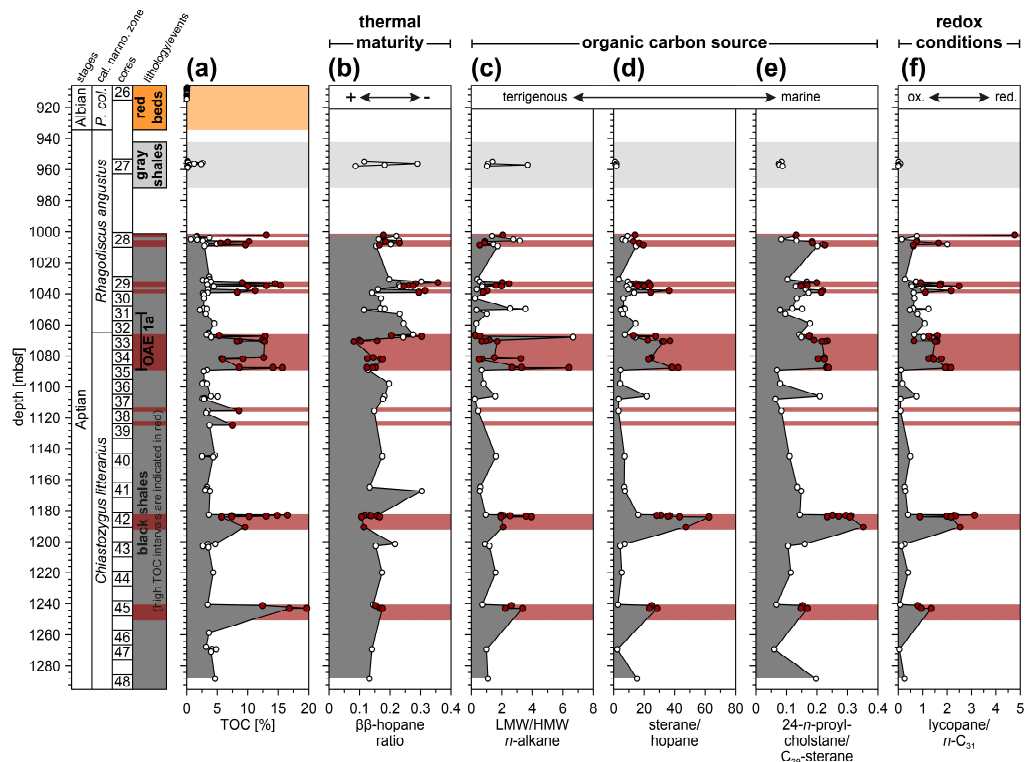 thermal
maturity
organic carbon source
redox
conditions
stages
cal. nanno. zone
cores
lithology/events
(a)
(b)
(c)
(d)
(e)
(f)
+ -
terrigenous marine
ox. red.
depth [mbsf]
920
940
960
980
1000
1020
1040
1060
1080
1100
1120
1140
1160
1180
1200
1220
1240
1260
1280
Albian
Aptian
P. col.
Rhagodiscus angustus
Chiastozygus litterarius
26
27
28
29
30
31
32
33
34
35
36
37
38
39
40
41
42
43
44
45
46
47
48
red
beds
gray
shales
OAE 1a
black shales
(high TOC intervals are indicated in red)
0 5 10 15 20
TOC [%]
0 0.1 0.2 0.3 0.4
ββ-hopane
ratio
0 2 4 6 8
LMW/HMW
n-alkane
0 20 40 60 80
sterane/
hopane
0 0.1 0.2 0.3 0.4
24-n-proyl-
cholstane/
C29-sterane
0 1 2 3 4 5
lycopane/
n-C31